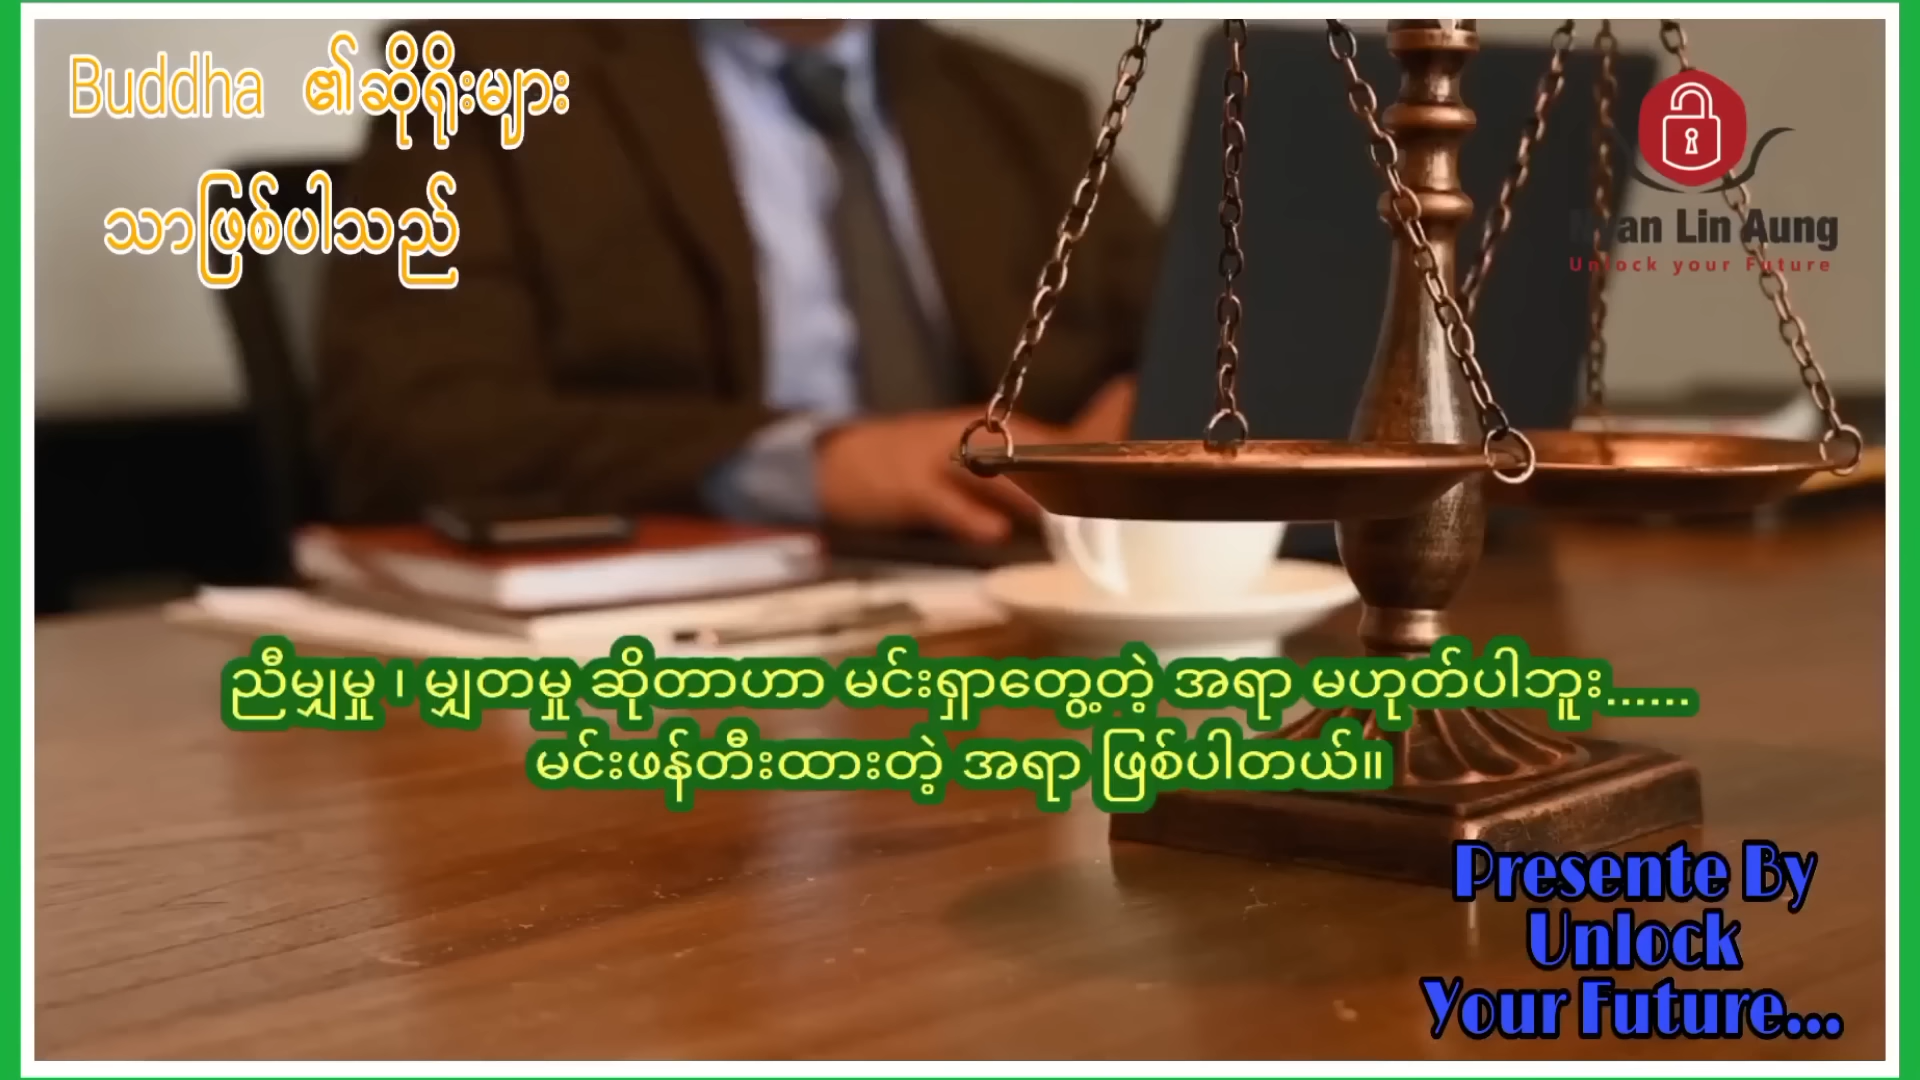 Buddha ၏ဆိုရိုးများ
သာဖြစ်ပါသည်
Lin Aung
Unlock your Future
ညီမျှမှု ၊ မျှတမှု ဆိုတာဟာ မင်းရှာတွေ့တဲ့ အရာ မဟုတ်ပါဘူး......
မင်းဖန်တီးထားတဲ့ အရာ ဖြစ်ပါတယ်။
Presente By
Unlock
Your Future...